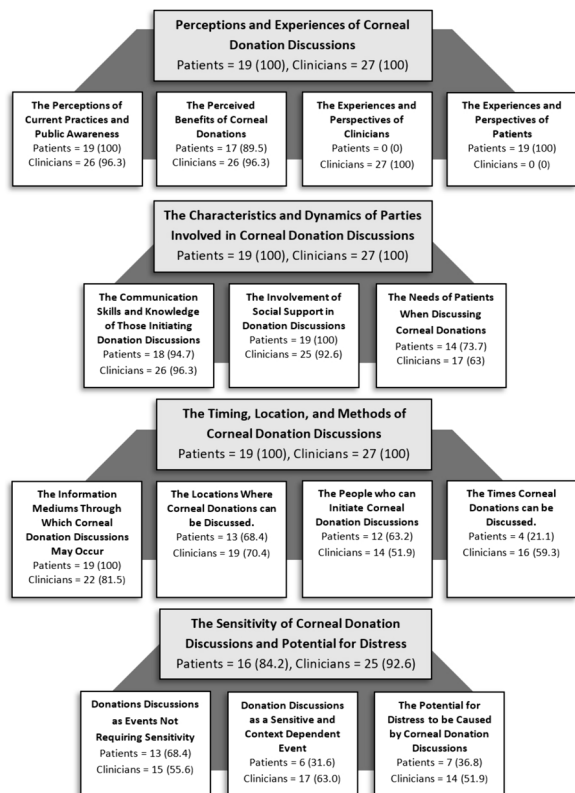 Perceptions and Experiences of Corneal
Donation Discussions
Patients = 19 (100), Clinicians = 27 (100)
The Perceptions of
Current Practices and
Public Awareness
Patients = 19 (100)
Clinicians = 26 (96.3)
The Perceived
Benefits of Corneal
Donations
Patients = 17 (89.5)
Clinicians = 26 (96.3)
The Experiences and
Perspectives of
Clinicians
Patients = 0 (0)
Clinicians = 27 (100)
The Experiences and
Perspectives of
Patients
Patients = 19 (100)
Clinicians = 0 (0)
The Characteristics and Dynamics of Parties
Involved in Corneal Donation Discussions
Patients = 19 (100), Clinicians = 27 (100)
The Communication
Skills and Knowledge
of Those Initiating
Donation Discussions
Patients = 18 (94.7)
Clinicians = 26 (96.3)
The Involvement of
Social Support in
Donation Discussions
Patients = 19 (100)
Clinicians = 25 (92.6)
The Needs of Patients
When Discussing
Corneal Donations
Patients = 14 (73.7)
Clinicians = 17 (63)
The Timing, Location, and Methods of
Corneal Donation Discussions
Patients = 19 (100), Clinicians = 27 (100)
The Information
Mediums Through
Which Corneal
Donation Discussions
May Occur
Patients = 19 (100)
Clinicians = 22 (81.5)
The Locations Where
Corneal Donations can
be Discussed.
Patients = 13 (68.4)
Clinicians = 19 (70.4)
The People who can
Initiate Corneal
Donation Discussions
Patients = 12 (63.2)
Clinicians = 14 (51.9)
The Times Corneal
Donations can be
Discussed.
Patients = 4 (21.1)
Clinicians = 16 (59.3)
The Sensitivity of Corneal Donation
Discussions and Potential for Distress
Patients = 16 (84.2), Clinicians = 25 (92.6)
Donations Discussions
as Events Not
Requiring Sensitivity
Patients = 13 (68.4)
Clinicians = 15 (55.6)
Donation Discussions
as a Sensitive and
Context Dependent
Event
Patients = 6 (31.6)
Clinicians = 17 (63.0)
The Potential for
Distress to be Caused
by Corneal Donation
Discussions
Patients = 7 (36.8)
Clinicians = 14 (51.9)